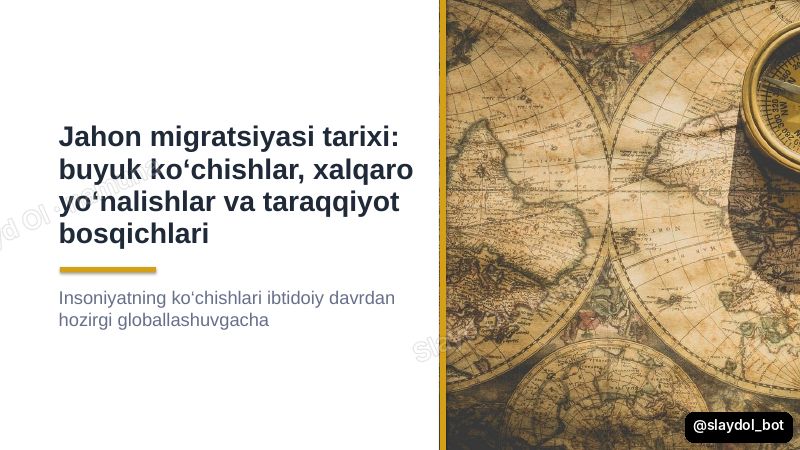 Jahon migratsiyasi tarixi:
buyuk ko‘chishlar, xalqaro
yo‘nalishlar va taraqqiyot
bosqichlari
Insoniyatning ko‘chishlari ibtidoiy davrdan
hozirgi globallashuvgacha
@slaydol_bot